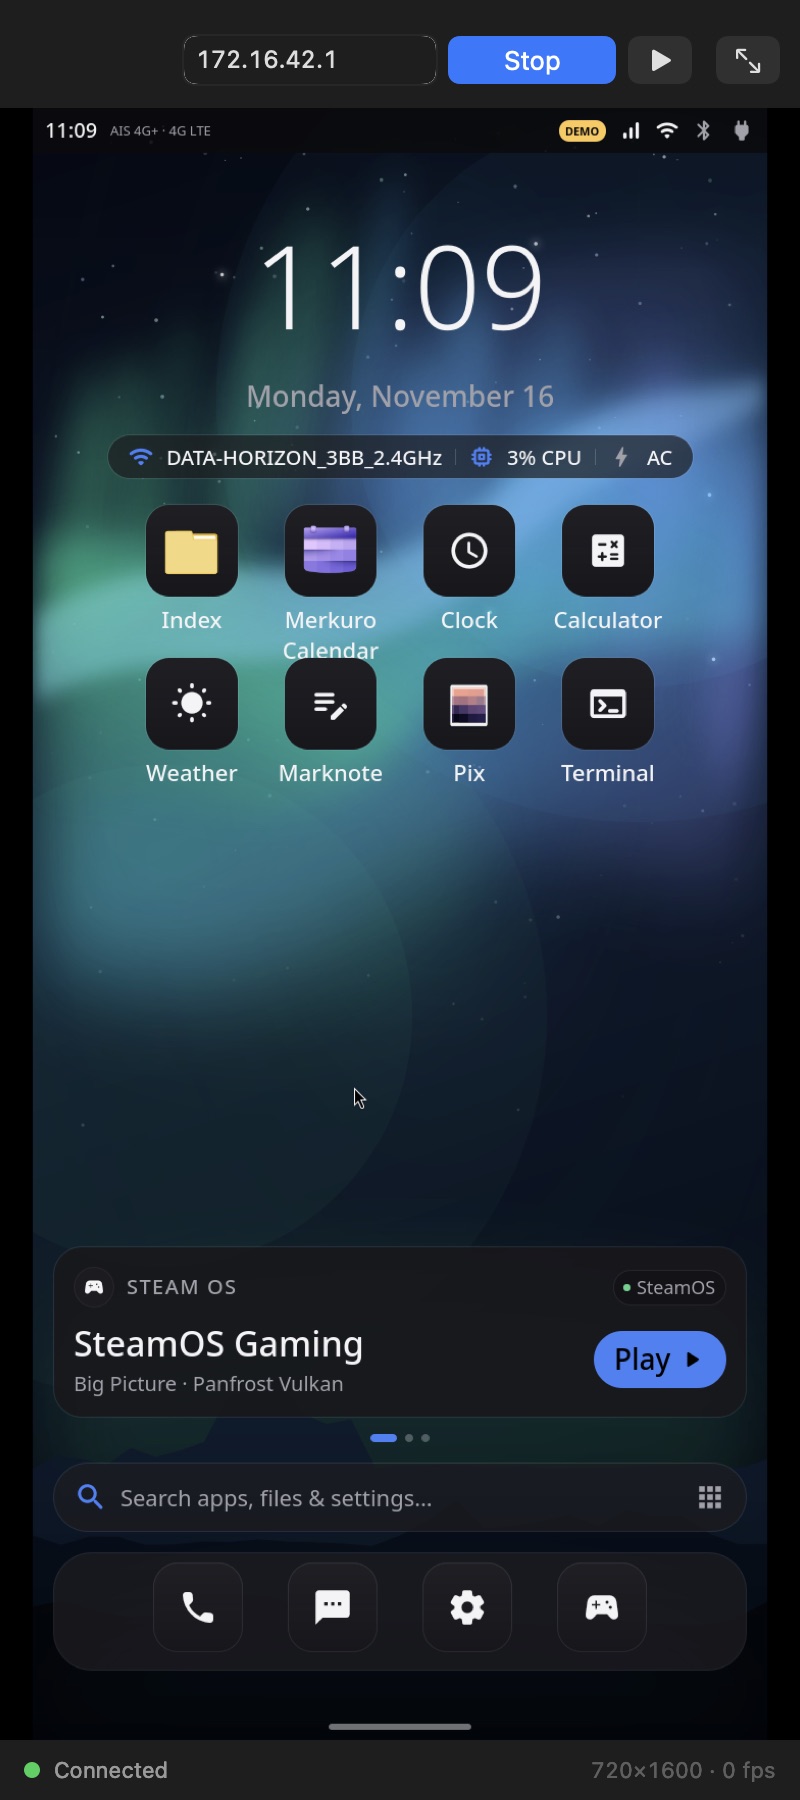 172.16.42.1
Stop
11:09 AIS 4G+ · 4G LTE DEMO
11:09
Monday, November 16
DATA-HORIZON_3BB_2.4GHz 3% CPU AC
Index Merkuro Calendar Clock Calculator
Weather Marknote Pix Terminal
STEAM OS SteamOS
SteamOS Gaming
Big Picture · Panfrost Vulkan
Play
Search apps, files & settings...
Connected 720×1600 · 0 fps